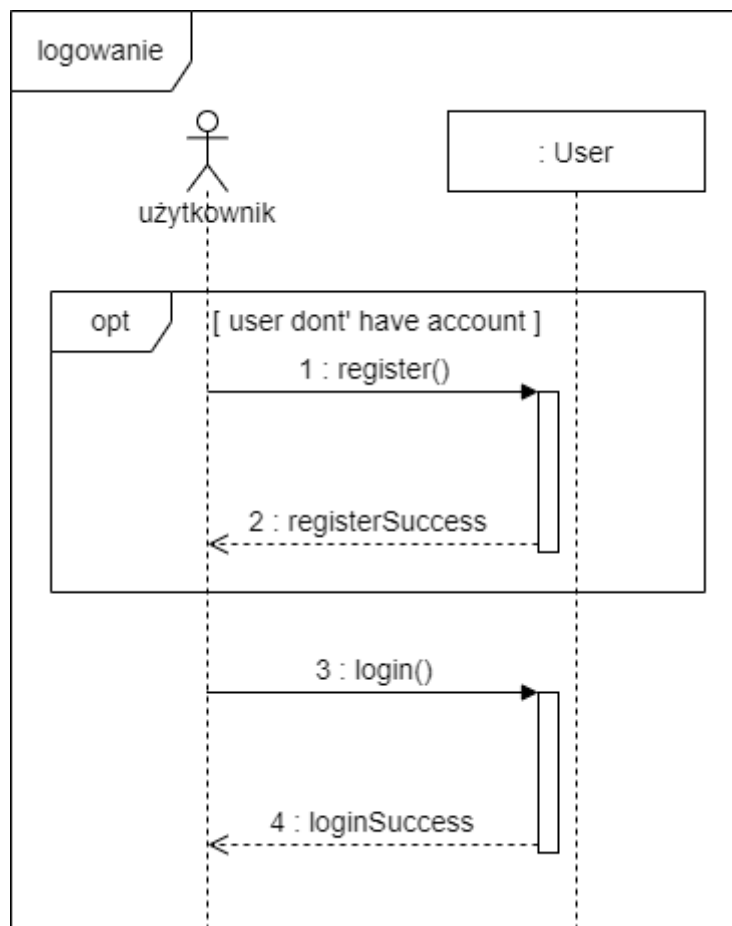 logowanie
: User
użytkownik
opt
[ user dont' have account ]
1 : register()
2 : registerSuccess
3 : login()
4 : loginSuccess